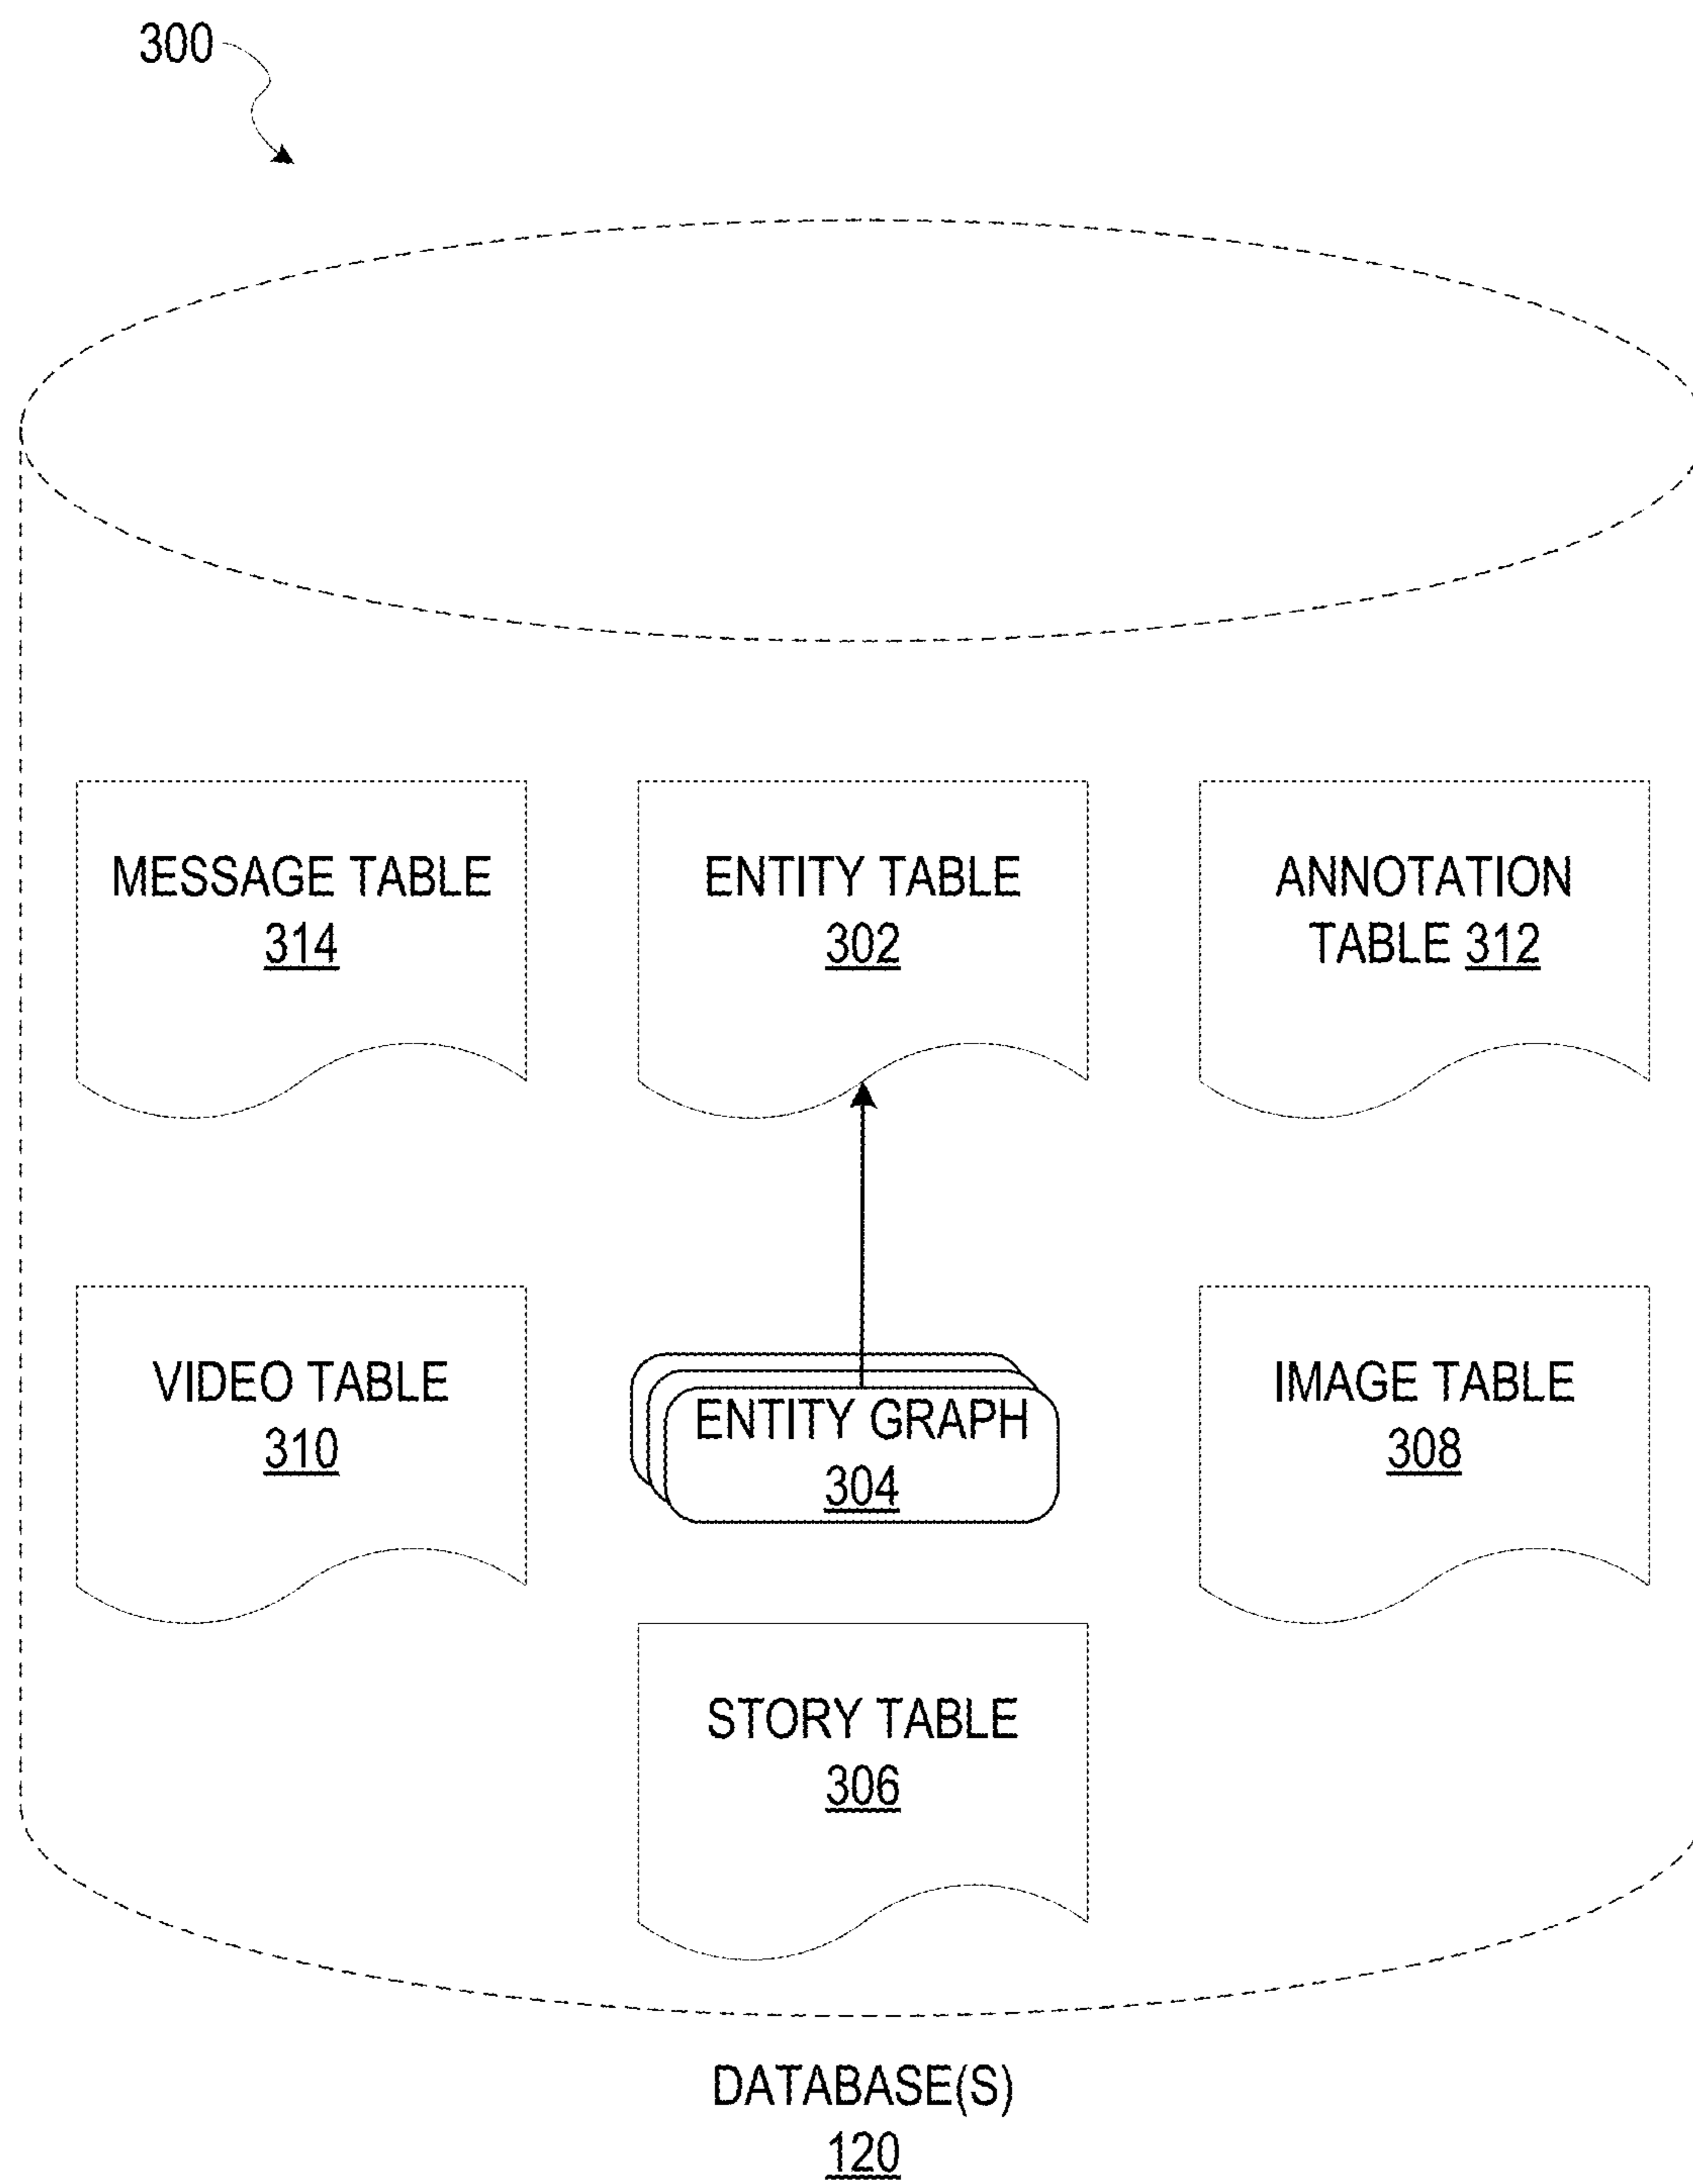 300
MESSAGE TABLE
314
ENTITY TABLE
302
ANNOTATION
TABLE 312
VIDEO TABLE
310
ENTITY GRAPH
304
IMAGE TABLE
308
STORY TABLE
306
DATABASE(S)
120